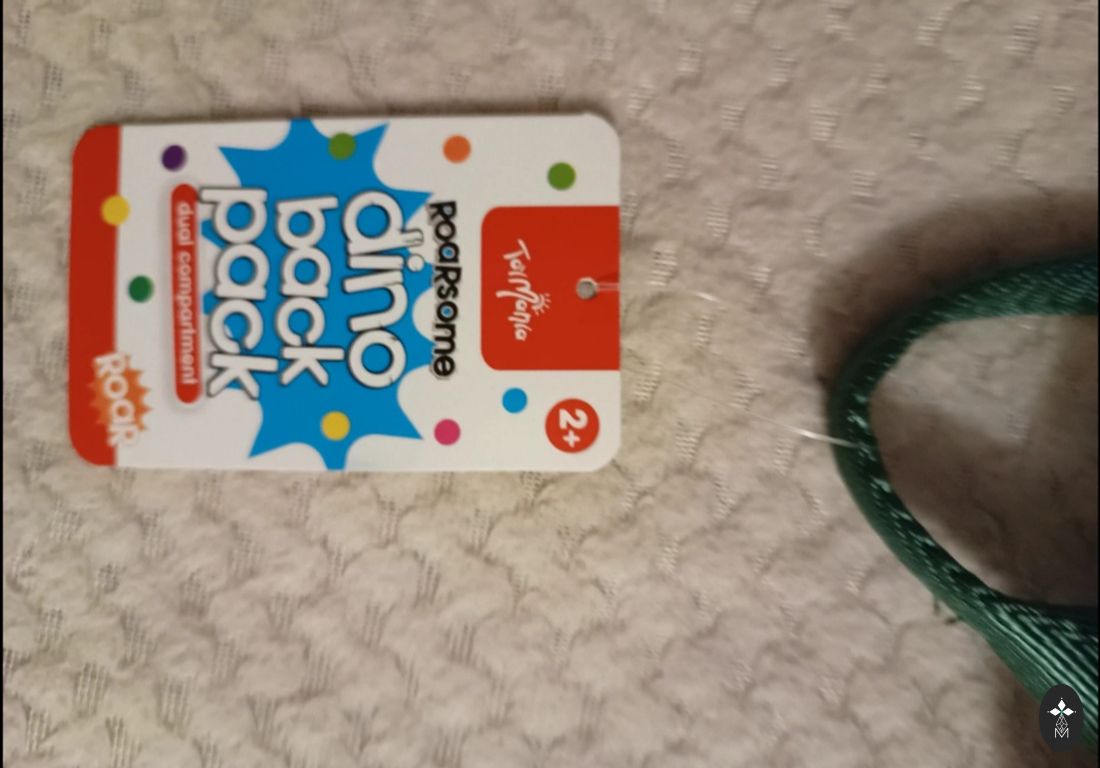 TOYMANIA
2+
ROARSOME
dino
back
pack
dual compartment
ROAR
M